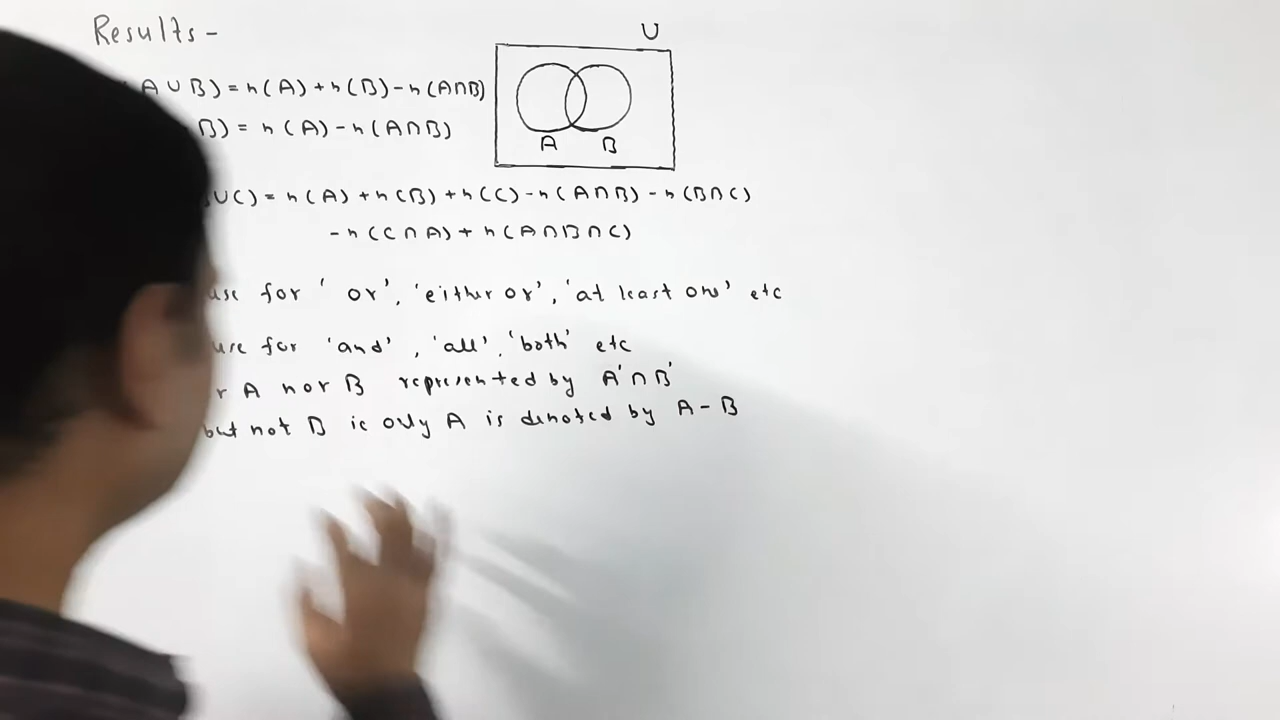 Results -
U
A ∪ B) = n(A) + n(B) - n(A∩B)
B) = n(A) - n(A∩B)
A B
∪C) = n(A) + n(B) + n(C) - n(A∩B) - n(B∩C)
- n(C∩A) + n(A∩B∩C)
use for ' or', 'either or', 'at least one' etc
use for 'and', 'all', 'both' etc
r A nor B represented by A'∩B'
but not B ie only A is denoted by A - B